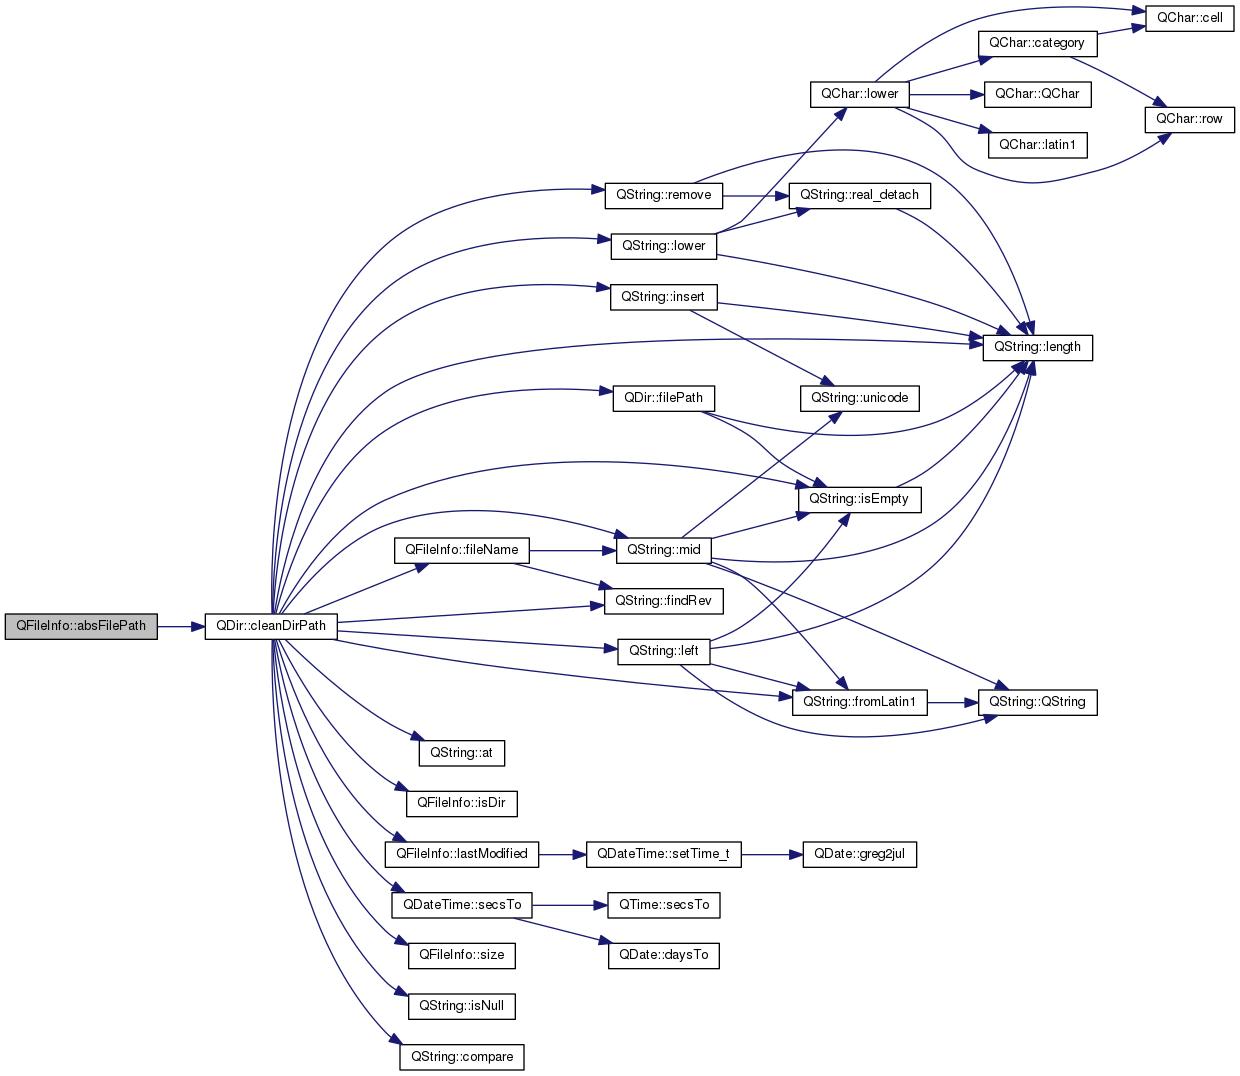 QChar::cell
QChar::category
QChar::lower
QChar::QChar
QChar::row
QChar::latin1
QString::remove
QString::real_detach
QString::lower
QString::insert
QString::length
QDir::filePath
QString::unicode
QString::isEmpty
QFileInfo::fileName
QString::mid
QString::findRev
QFileInfo::absFilePath
QDir::cleanDirPath
QString::left
QString::fromLatin1
QString::QString
QString::at
QFileInfo::isDir
QFileInfo::lastModified
QDateTime::setTime_t
QDate::greg2jul
QDateTime::secsTo
QTime::secsTo
QFileInfo::size
QDate::daysTo
QString::isNull
QString::compare